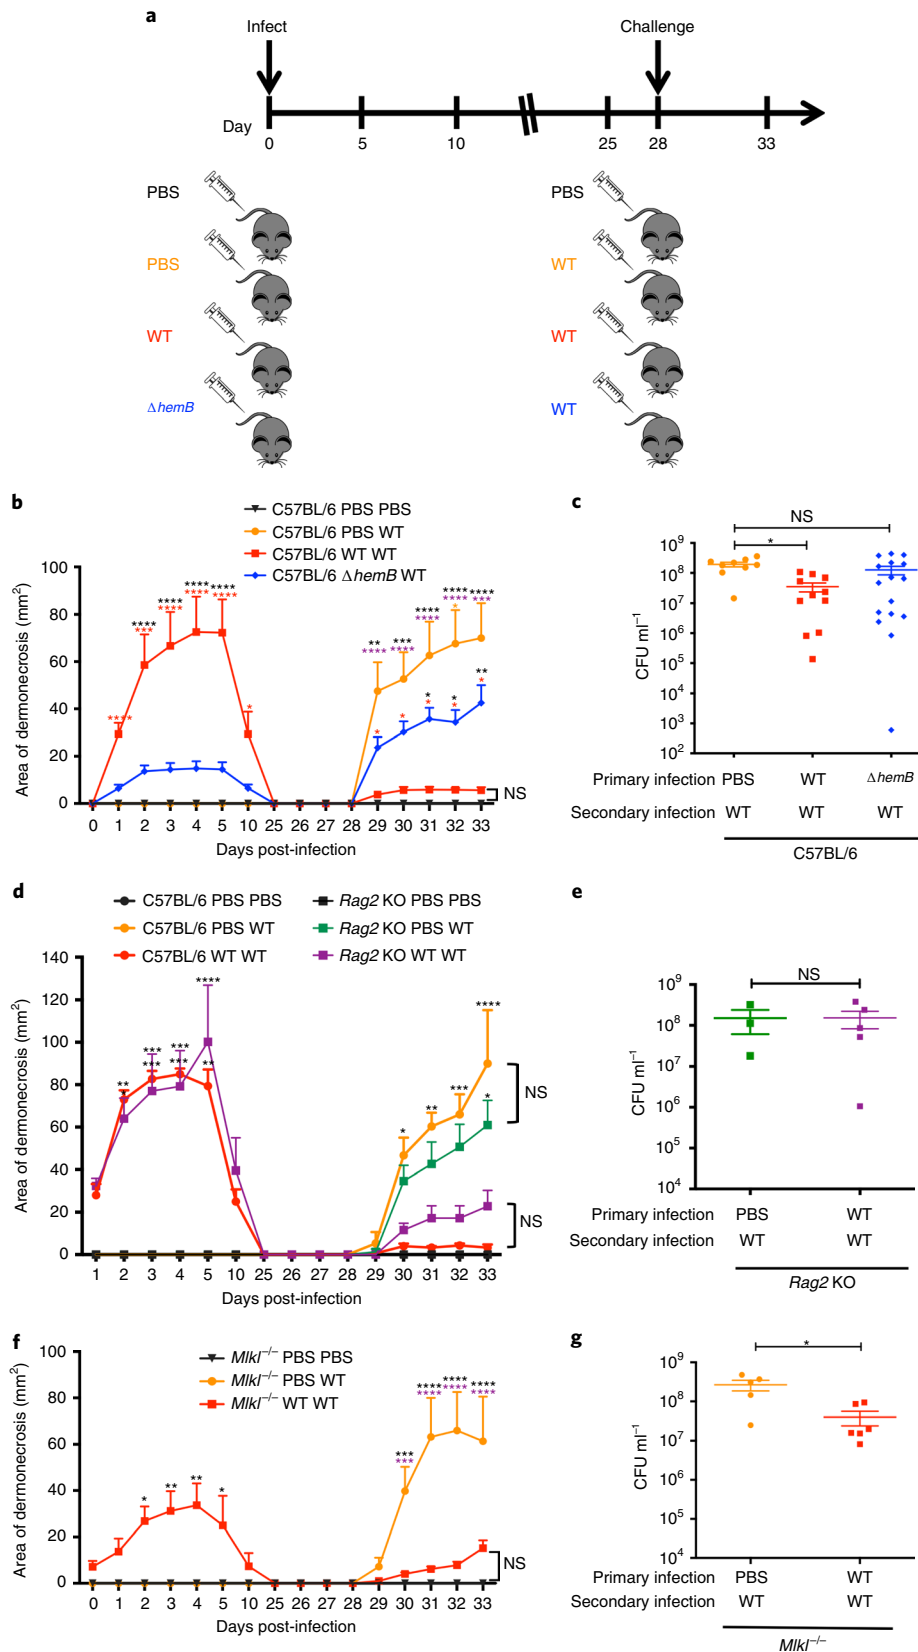 a
Infect Challenge
Day
0 5 10 25 28 33
PBS PBS
PBS WT
WT WT
ΔhemB WT
b
C57BL/6 PBS PBS
C57BL/6 PBS WT
C57BL/6 WT WT
C57BL/6 ΔhemB WT
Area of dermonecrosis (mm²)
100
80
60
40
20
0
**** **** **** **** **** *** **** **** **** **** *
** **** *** **** **** **** **** * **** ***
* * * * * * ** *
NS
0 1 2 3 4 5 10 25 26 27 28 29 30 31 32 33
Days post-infection
c
NS
*
CFU ml⁻¹
10⁹
10⁸
10⁷
10⁶
10⁵
10⁴
10³
10²
Primary infection PBS WT ΔhemB
Secondary infection WT WT WT
C57BL/6
d
C57BL/6 PBS PBS Rag2 KO PBS PBS
C57BL/6 PBS WT Rag2 KO PBS WT
C57BL/6 WT WT Rag2 KO WT WT
Area of dermonecrosis (mm²)
140
120
100
80
60
40
20
0
** * *** *** *** *** **** **
* ** *** **** *
NS
NS
1 2 3 4 5 10 25 26 27 28 29 30 31 32 33
Days post-infection
e
NS
CFU ml⁻¹
10⁹
10⁸
10⁷
10⁶
10⁵
10⁴
Primary infection PBS WT
Secondary infection WT WT
Rag2 KO
f
Mlkl⁻/⁻ PBS PBS
Mlkl⁻/⁻ PBS WT
Mlkl⁻/⁻ WT WT
Area of dermonecrosis (mm²)
100
80
60
40
20
0
* ** ** *
*** *** **** **** **** **** **** ****
NS
0 1 2 3 4 5 10 25 26 27 28 29 30 31 32 33
Days post-infection
g
*
CFU ml⁻¹
10⁹
10⁸
10⁷
10⁶
10⁵
10⁴
Primary infection PBS WT
Secondary infection WT WT
Mlkl⁻/⁻